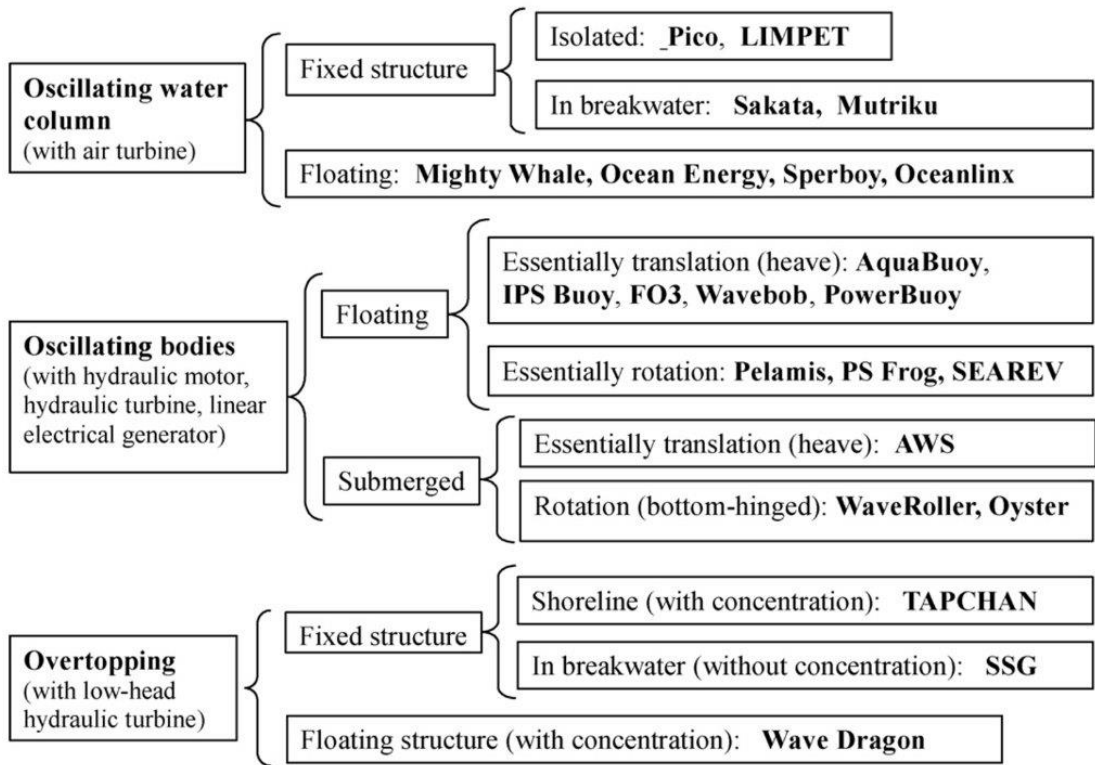 Isolated: _Pico, LIMPET
Fixed structure
Oscillating water
column
(with air turbine)
In breakwater: Sakata, Mutriku
Floating: Mighty Whale, Ocean Energy, Sperboy, Oceanlinx
Essentially translation (heave): AquaBuoy,
IPS Buoy, FO3, Wavebob, PowerBuoy
Floating
Oscillating bodies
(with hydraulic motor,
hydraulic turbine, linear
electrical generator)
Essentially rotation: Pelamis, PS Frog, SEAREV
Essentially translation (heave): AWS
Submerged
Rotation (bottom-hinged): WaveRoller, Oyster
Shoreline (with concentration): TAPCHAN
Fixed structure
Overtopping
(with low-head
hydraulic turbine)
In breakwater (without concentration): SSG
Floating structure (with concentration): Wave Dragon